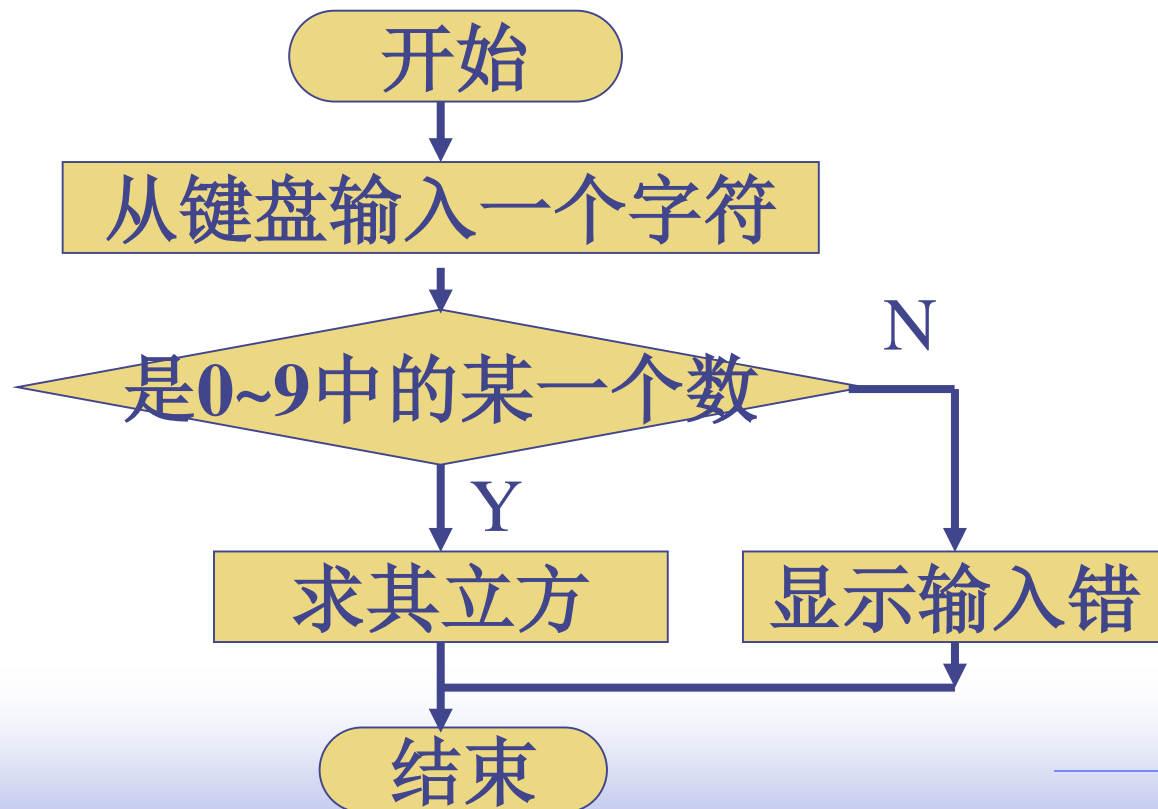 开始
从键盘输入一个字符
是0~9中的某一个数
N
Y
求其立方
显示输入错
结束